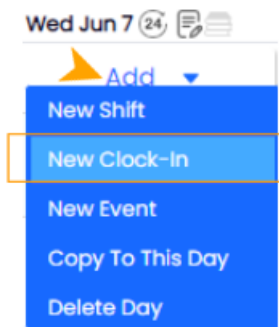 Wed Jun 7 24
Add
New Shift
New Clock-In
New Event
Copy To This Day
Delete Day